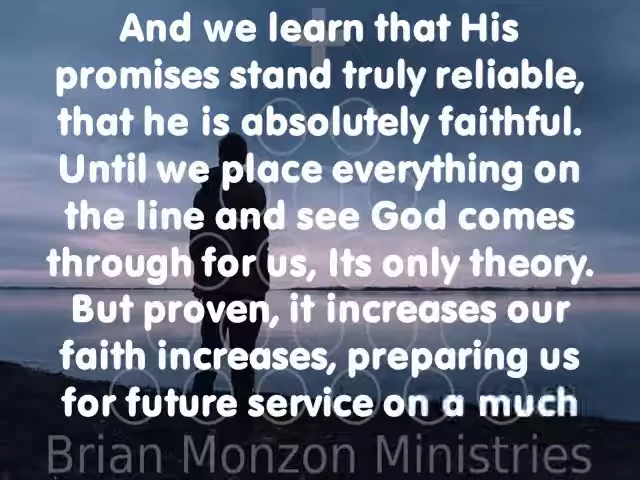 And we learn that His
promises stand truly reliable,
that he is absolutely faithful.
Until we place everything on
the line and see God comes
through for us, Its only theory.
But proven, it increases our
faith increases, preparing us
for future service on a much
Brian Monzon Ministries